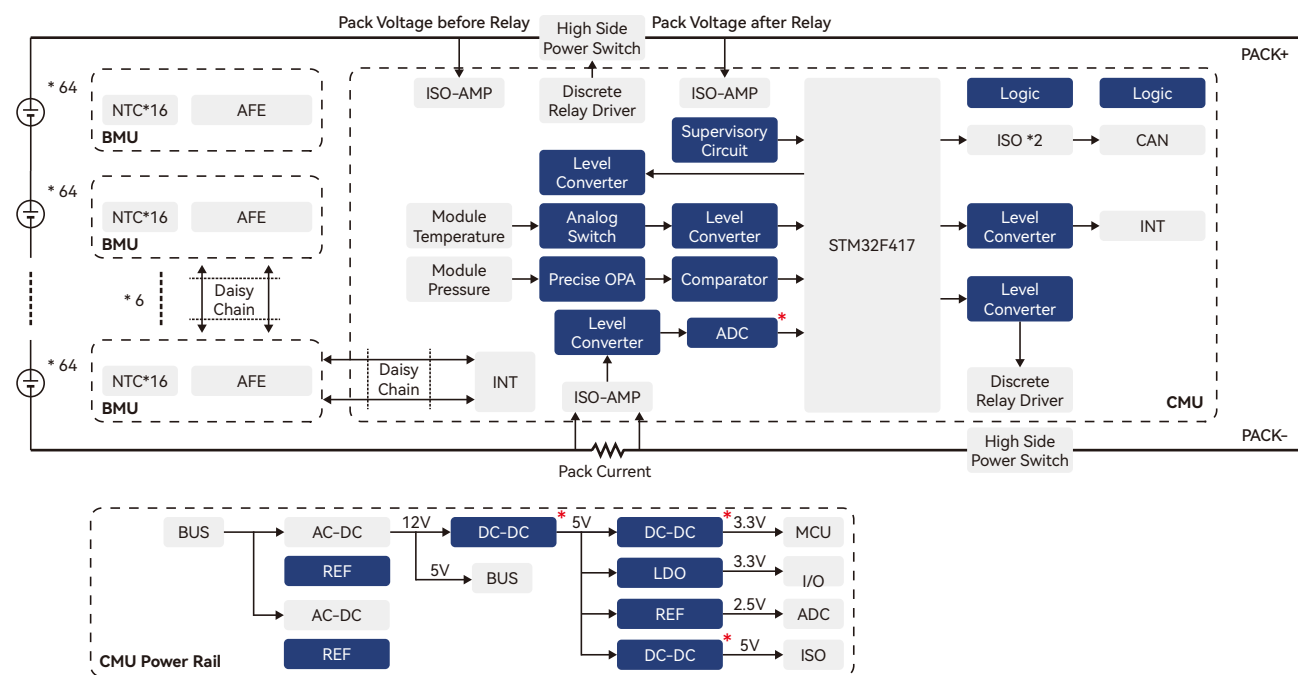 Pack Voltage before Relay
High Side
Power Switch
Pack Voltage after Relay
PACK+
* 64
NTC*16
AFE
BMU
ISO-AMP
Discrete
Relay Driver
ISO-AMP
Logic
Logic
Supervisory
Circuit
ISO *2
CAN
Level
Converter
* 64
NTC*16
AFE
BMU
Module
Temperature
Analog
Switch
Level
Converter
STM32F417
Level
Converter
INT
Module
Pressure
Precise OPA
Comparator
* 6
Daisy
Chain
Level
Converter
Level
Converter
ADC
*
* 64
NTC*16
AFE
BMU
Daisy
Chain
INT
ISO-AMP
Discrete
Relay Driver
CMU
PACK-
High Side
Power Switch
Pack Current
BUS
AC-DC
12V
DC-DC
*
5V
DC-DC
*
3.3V
MCU
REF
5V
BUS
LDO
3.3V
I/O
AC-DC
REF
2.5V
ADC
REF
DC-DC
*
5V
ISO
CMU Power Rail